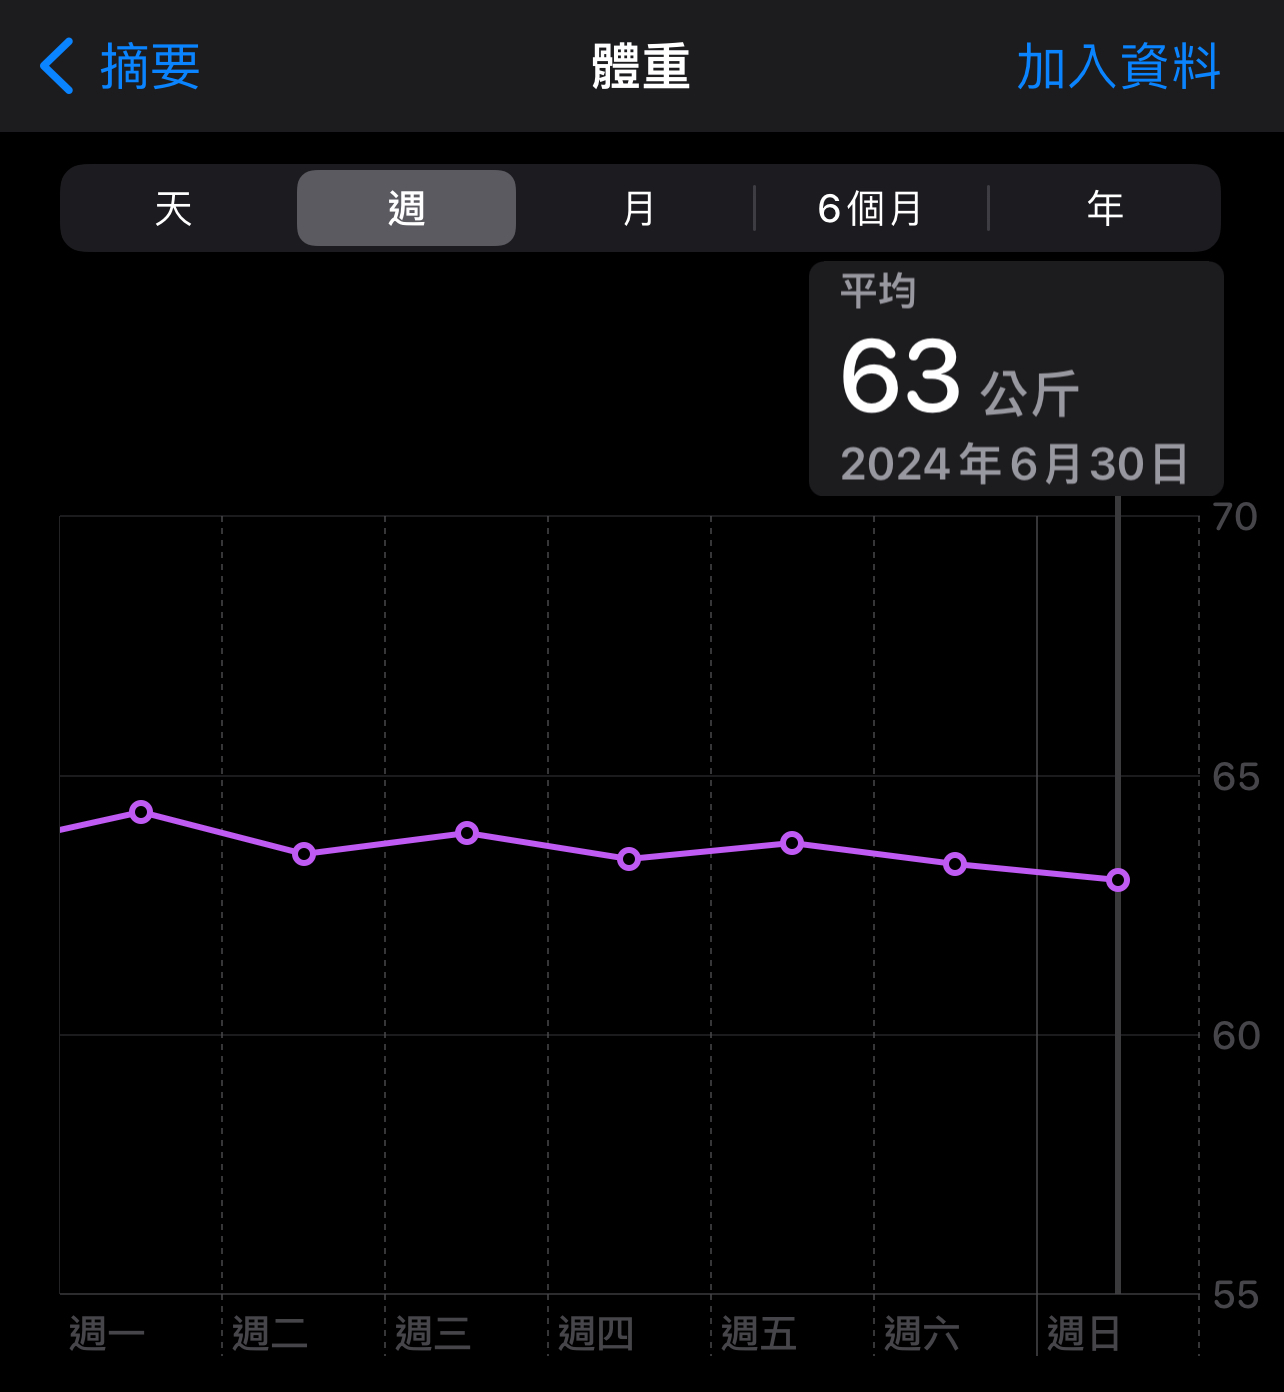 摘要 體重 加入資料
天 週 月 6個月 年
平均
63 公斤
2024年6月30日
70
65
60
55
週一 週二 週三 週四 週五 週六 週日